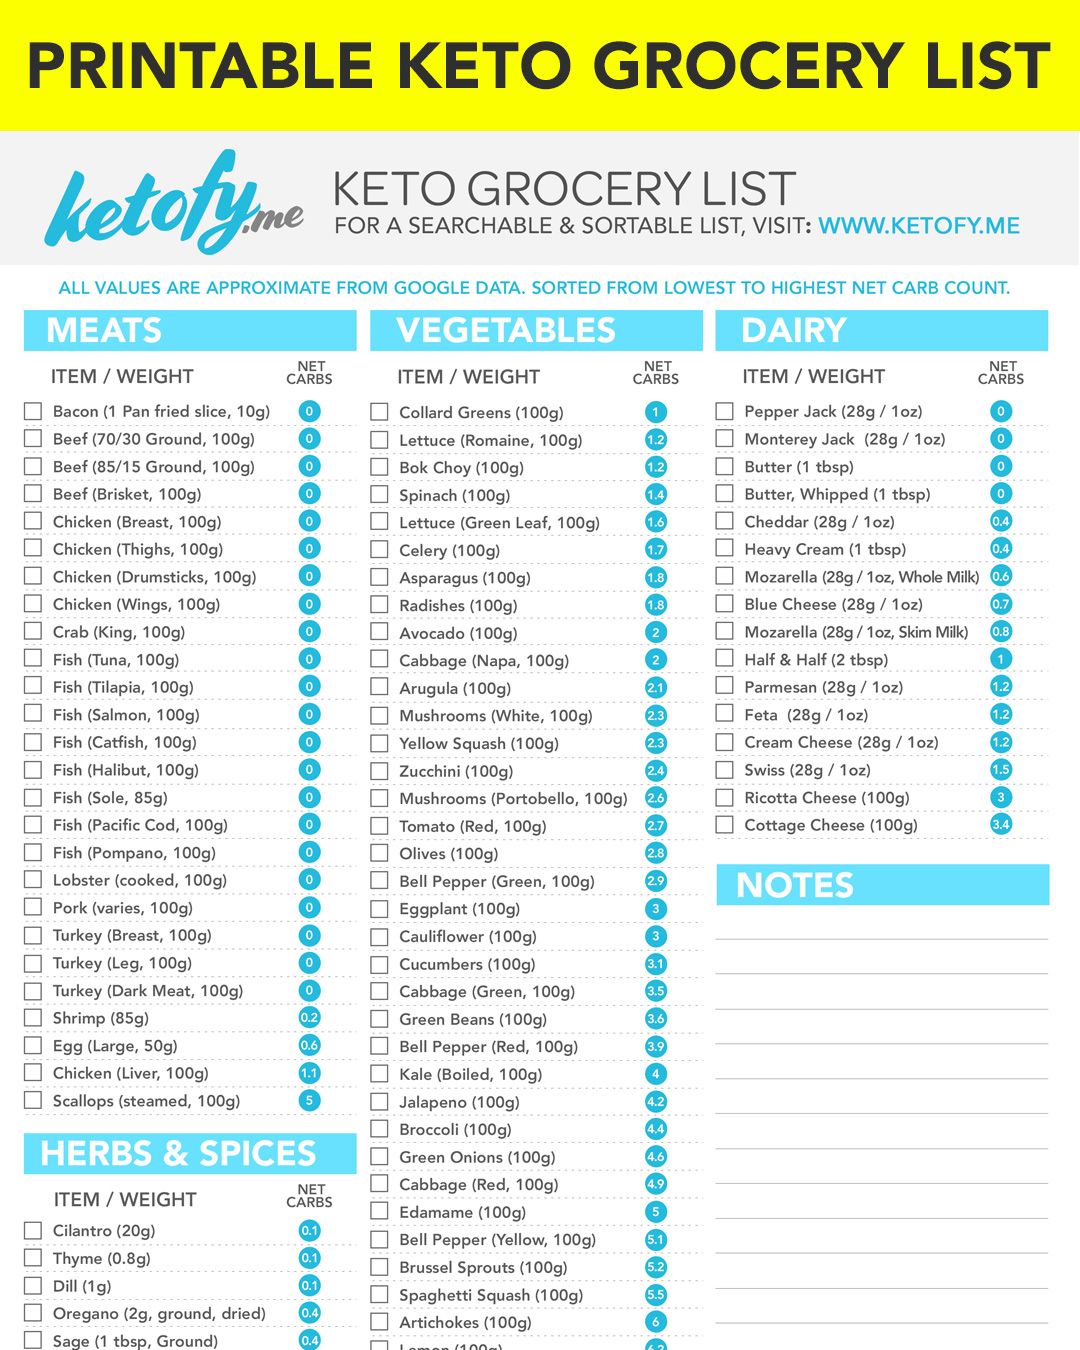 PRINTABLE KETO GROCERY LIST
ketofy.me
KETO GROCERY LIST
FOR A SEARCHABLE & SORTABLE LIST, VISIT: WWW.KETOFY.ME
ALL VALUES ARE APPROXIMATE FROM GOOGLE DATA. SORTED FROM LOWEST TO HIGHEST NET CARB COUNT.
MEATS
ITEM / WEIGHT
NET CARBS
Bacon (1 Pan fried slice, 10g) 0
Beef (70/30 Ground, 100g) 0
Beef (85/15 Ground, 100g) 0
Beef (Brisket, 100g) 0
Chicken (Breast, 100g) 0
Chicken (Thighs, 100g) 0
Chicken (Drumsticks, 100g) 0
Chicken (Wings, 100g) 0
Crab (King, 100g) 0
Fish (Tuna, 100g) 0
Fish (Tilapia, 100g) 0
Fish (Salmon, 100g) 0
Fish (Catfish, 100g) 0
Fish (Halibut, 100g) 0
Fish (Sole, 85g) 0
Fish (Pacific Cod, 100g) 0
Fish (Pompano, 100g) 0
Lobster (cooked, 100g) 0
Pork (varies, 100g) 0
Turkey (Breast, 100g) 0
Turkey (Leg, 100g) 0
Turkey (Dark Meat, 100g) 0
Shrimp (85g) 0.2
Egg (Large, 50g) 0.6
Chicken (Liver, 100g) 1.1
Scallops (steamed, 100g) 5
HERBS & SPICES
ITEM / WEIGHT
NET CARBS
Cilantro (20g) 0.1
Thyme (0.8g) 0.1
Dill (1g) 0.1
Oregano (2g, ground, dried) 0.4
Sage (1 tbsp, Ground) 0.4
VEGETABLES
ITEM / WEIGHT
NET CARBS
Collard Greens (100g) 1
Lettuce (Romaine, 100g) 1.2
Bok Choy (100g) 1.2
Spinach (100g) 1.4
Lettuce (Green Leaf, 100g) 1.6
Celery (100g) 1.7
Asparagus (100g) 1.8
Radishes (100g) 1.8
Avocado (100g) 2
Cabbage (Napa, 100g) 2
Arugula (100g) 2.1
Mushrooms (White, 100g) 2.3
Yellow Squash (100g) 2.3
Zucchini (100g) 2.4
Mushrooms (Portobello, 100g) 2.6
Tomato (Red, 100g) 2.7
Olives (100g) 2.8
Bell Pepper (Green, 100g) 2.9
Eggplant (100g) 3
Cauliflower (100g) 3
Cucumbers (100g) 3.1
Cabbage (Green, 100g) 3.5
Green Beans (100g) 3.6
Bell Pepper (Red, 100g) 3.9
Kale (Boiled, 100g) 4
Jalapeno (100g) 4.2
Broccoli (100g) 4.4
Green Onions (100g) 4.6
Cabbage (Red, 100g) 4.9
Edamame (100g) 5
Bell Pepper (Yellow, 100g) 5.1
Brussel Sprouts (100g) 5.2
Spaghetti Squash (100g) 5.5
Artichokes (100g) 6
Lemon (100g)
DAIRY
ITEM / WEIGHT
NET CARBS
Pepper Jack (28g / 1oz) 0
Monterey Jack (28g / 1oz) 0
Butter (1 tbsp) 0
Butter, Whipped (1 tbsp) 0
Cheddar (28g / 1oz) 0.4
Heavy Cream (1 tbsp) 0.4
Mozarella (28g / 1oz, Whole Milk) 0.6
Blue Cheese (28g / 1oz) 0.7
Mozarella (28g / 1oz, Skim Milk) 0.8
Half & Half (2 tbsp) 1
Parmesan (28g / 1oz) 1.2
Feta (28g / 1oz) 1.2
Cream Cheese (28g / 1oz) 1.2
Swiss (28g / 1oz) 1.5
Ricotta Cheese (100g) 3
Cottage Cheese (100g) 3.4
NOTES